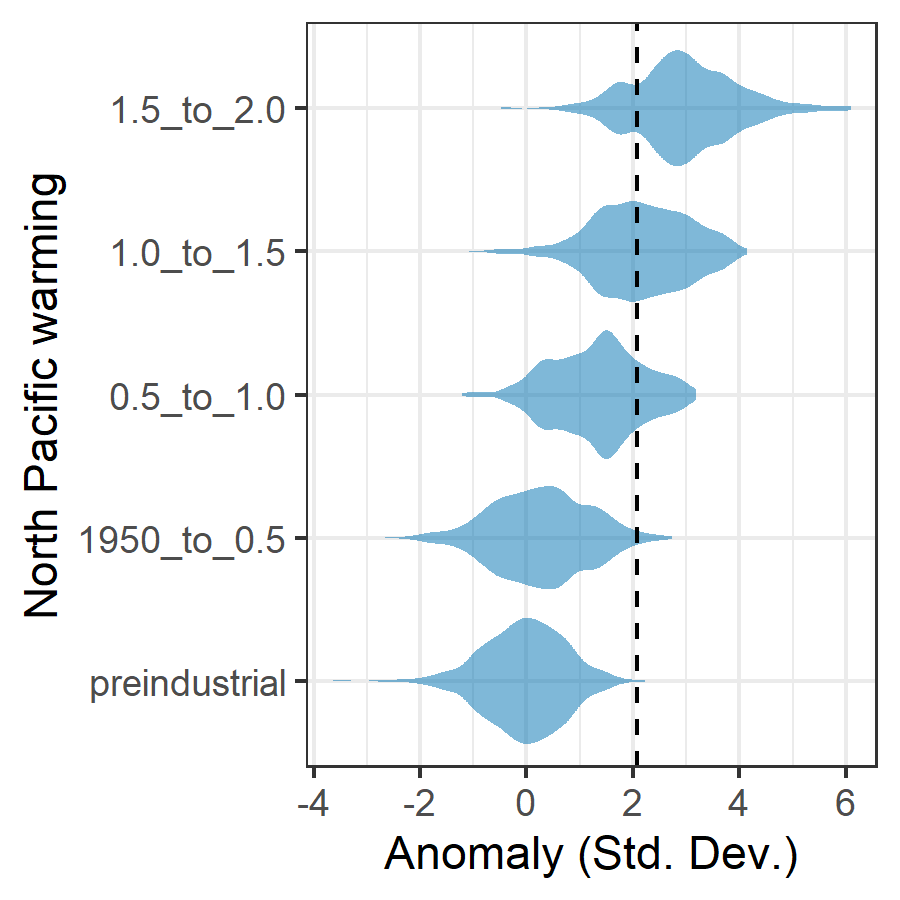 North Pacific warming
1.5_to_2.0
1.0_to_1.5
0.5_to_1.0
1950_to_0.5
preindustrial
-4 -2 0 2 4 6
Anomaly (Std. Dev.)